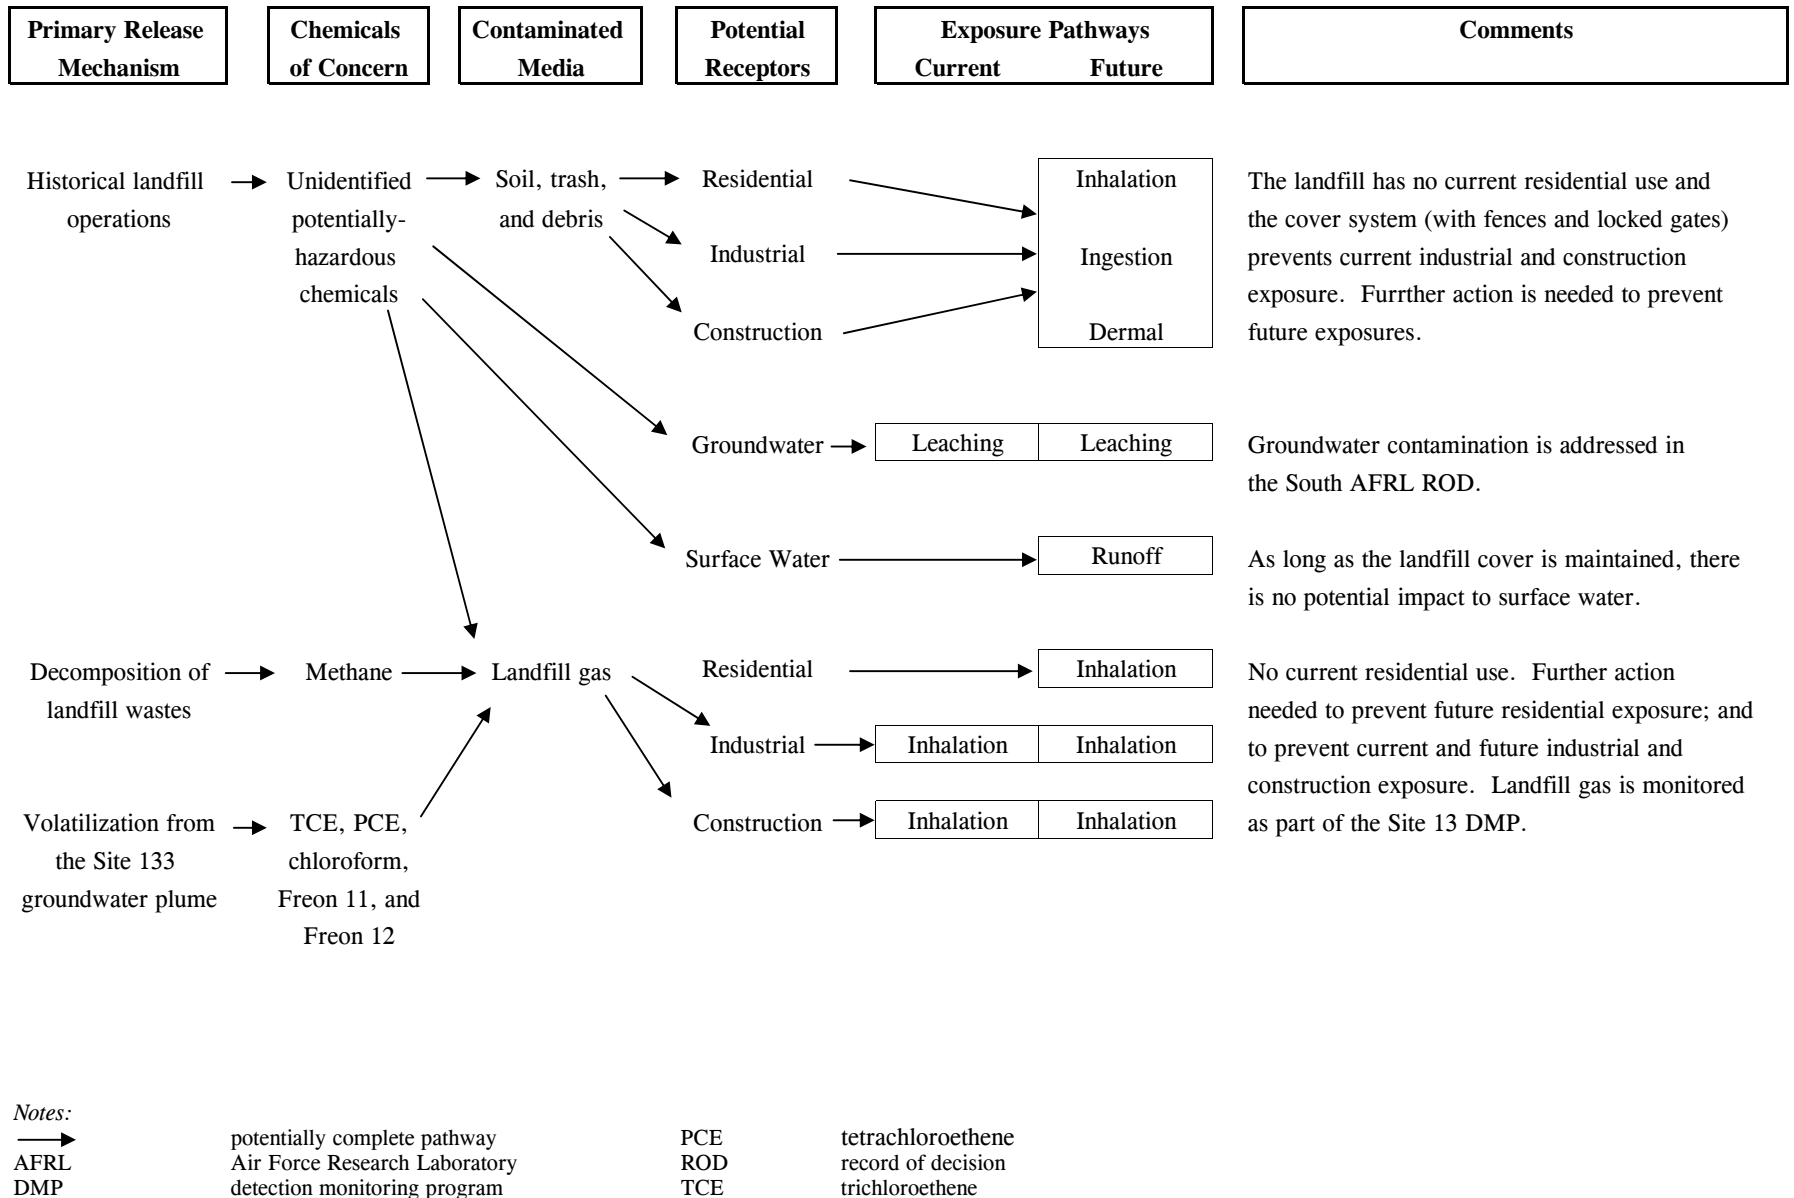 Primary Release
Mechanism
Chemicals
of Concern
Contaminated
Media
Potential
Receptors
Exposure Pathways
Current Future
Comments
Historical landfill
operations
Unidentified
potentially-
hazardous
chemicals
Soil, trash,
and debris
Residential
Industrial
Construction
Inhalation
Ingestion
Dermal
The landfill has no current residential use and
the cover system (with fences and locked gates)
prevents current industrial and construction
exposure. Furrther action is needed to prevent
future exposures.
Groundwater
Leaching
Leaching
Groundwater contamination is addressed in
the South AFRL ROD.
Surface Water
Runoff
As long as the landfill cover is maintained, there
is no potential impact to surface water.
Decomposition of
landfill wastes
Methane
Landfill gas
Residential
Inhalation
Industrial
Inhalation
Inhalation
Construction
Inhalation
Inhalation
No current residential use. Further action
needed to prevent future residential exposure; and
to prevent current and future industrial and
construction exposure. Landfill gas is monitored
as part of the Site 13 DMP.
Volatilization from
the Site 133
groundwater plume
TCE, PCE,
chloroform,
Freon 11, and
Freon 12
Notes:
potentially complete pathway
AFRL Air Force Research Laboratory
DMP detection monitoring program
PCE tetrachloroethene
ROD record of decision
TCE trichloroethene